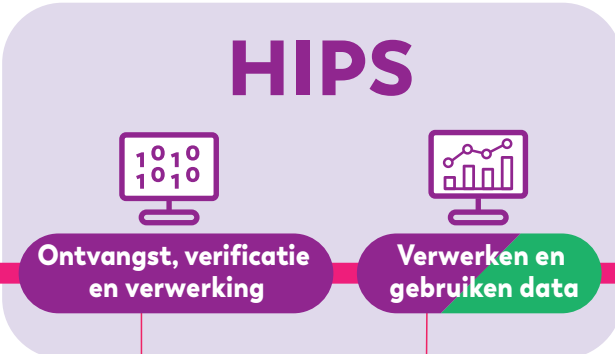 HIPS
1010
1010
Ontvangst, verificatie
en verwerking
Verwerken en
gebruiken data